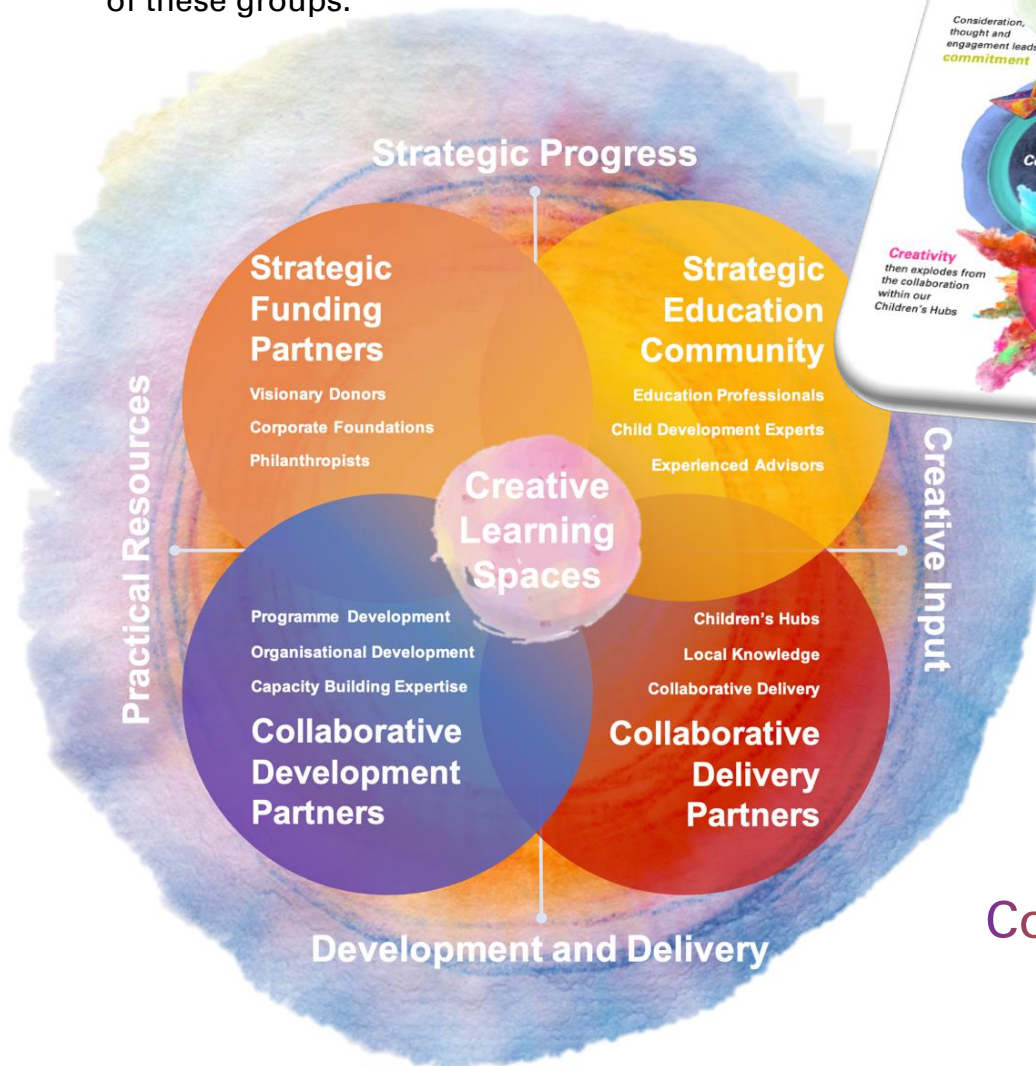 of these groups.
Consideration,
thought and
engagement leads
commitment
Creativity
then explodes from
the collaboration
within our
Children's Hubs
Strategic Progress
Strategic
Funding
Partners
Visionary Donors
Corporate Foundations
Philanthropists
Strategic
Education
Community
Education Professionals
Child Development Experts
Experienced Advisors
Practical Resources
Creative
Learning
Spaces
Creative Input
Programme Development
Organisational Development
Capacity Building Expertise
Collaborative
Development
Partners
Children's Hubs
Local Knowledge
Collaborative Delivery
Collaborative
Delivery
Partners
Development and Delivery